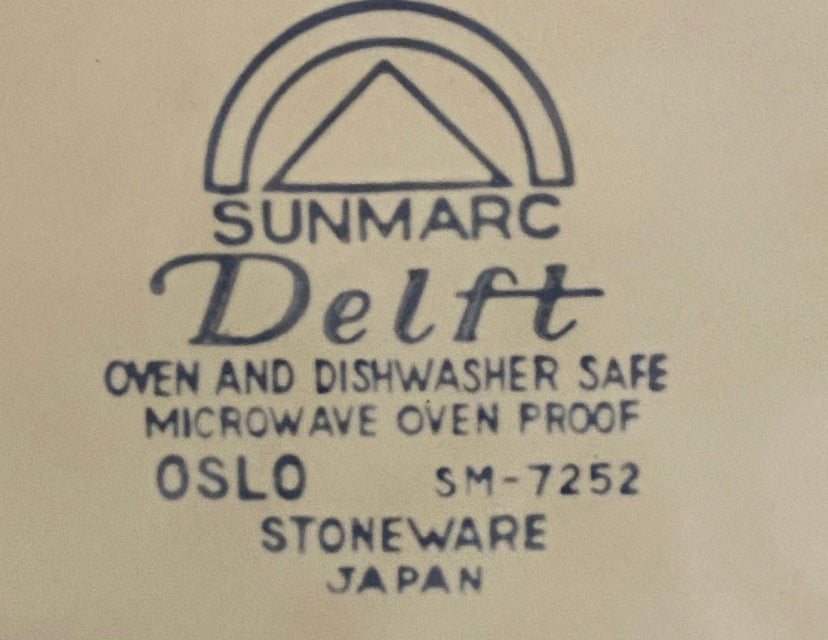 SUNMARC
Delft
OVEN AND DISHWASHER SAFE
MICROWAVE OVEN PROOF
OSLO SM-7252
STONEWARE
JAPAN